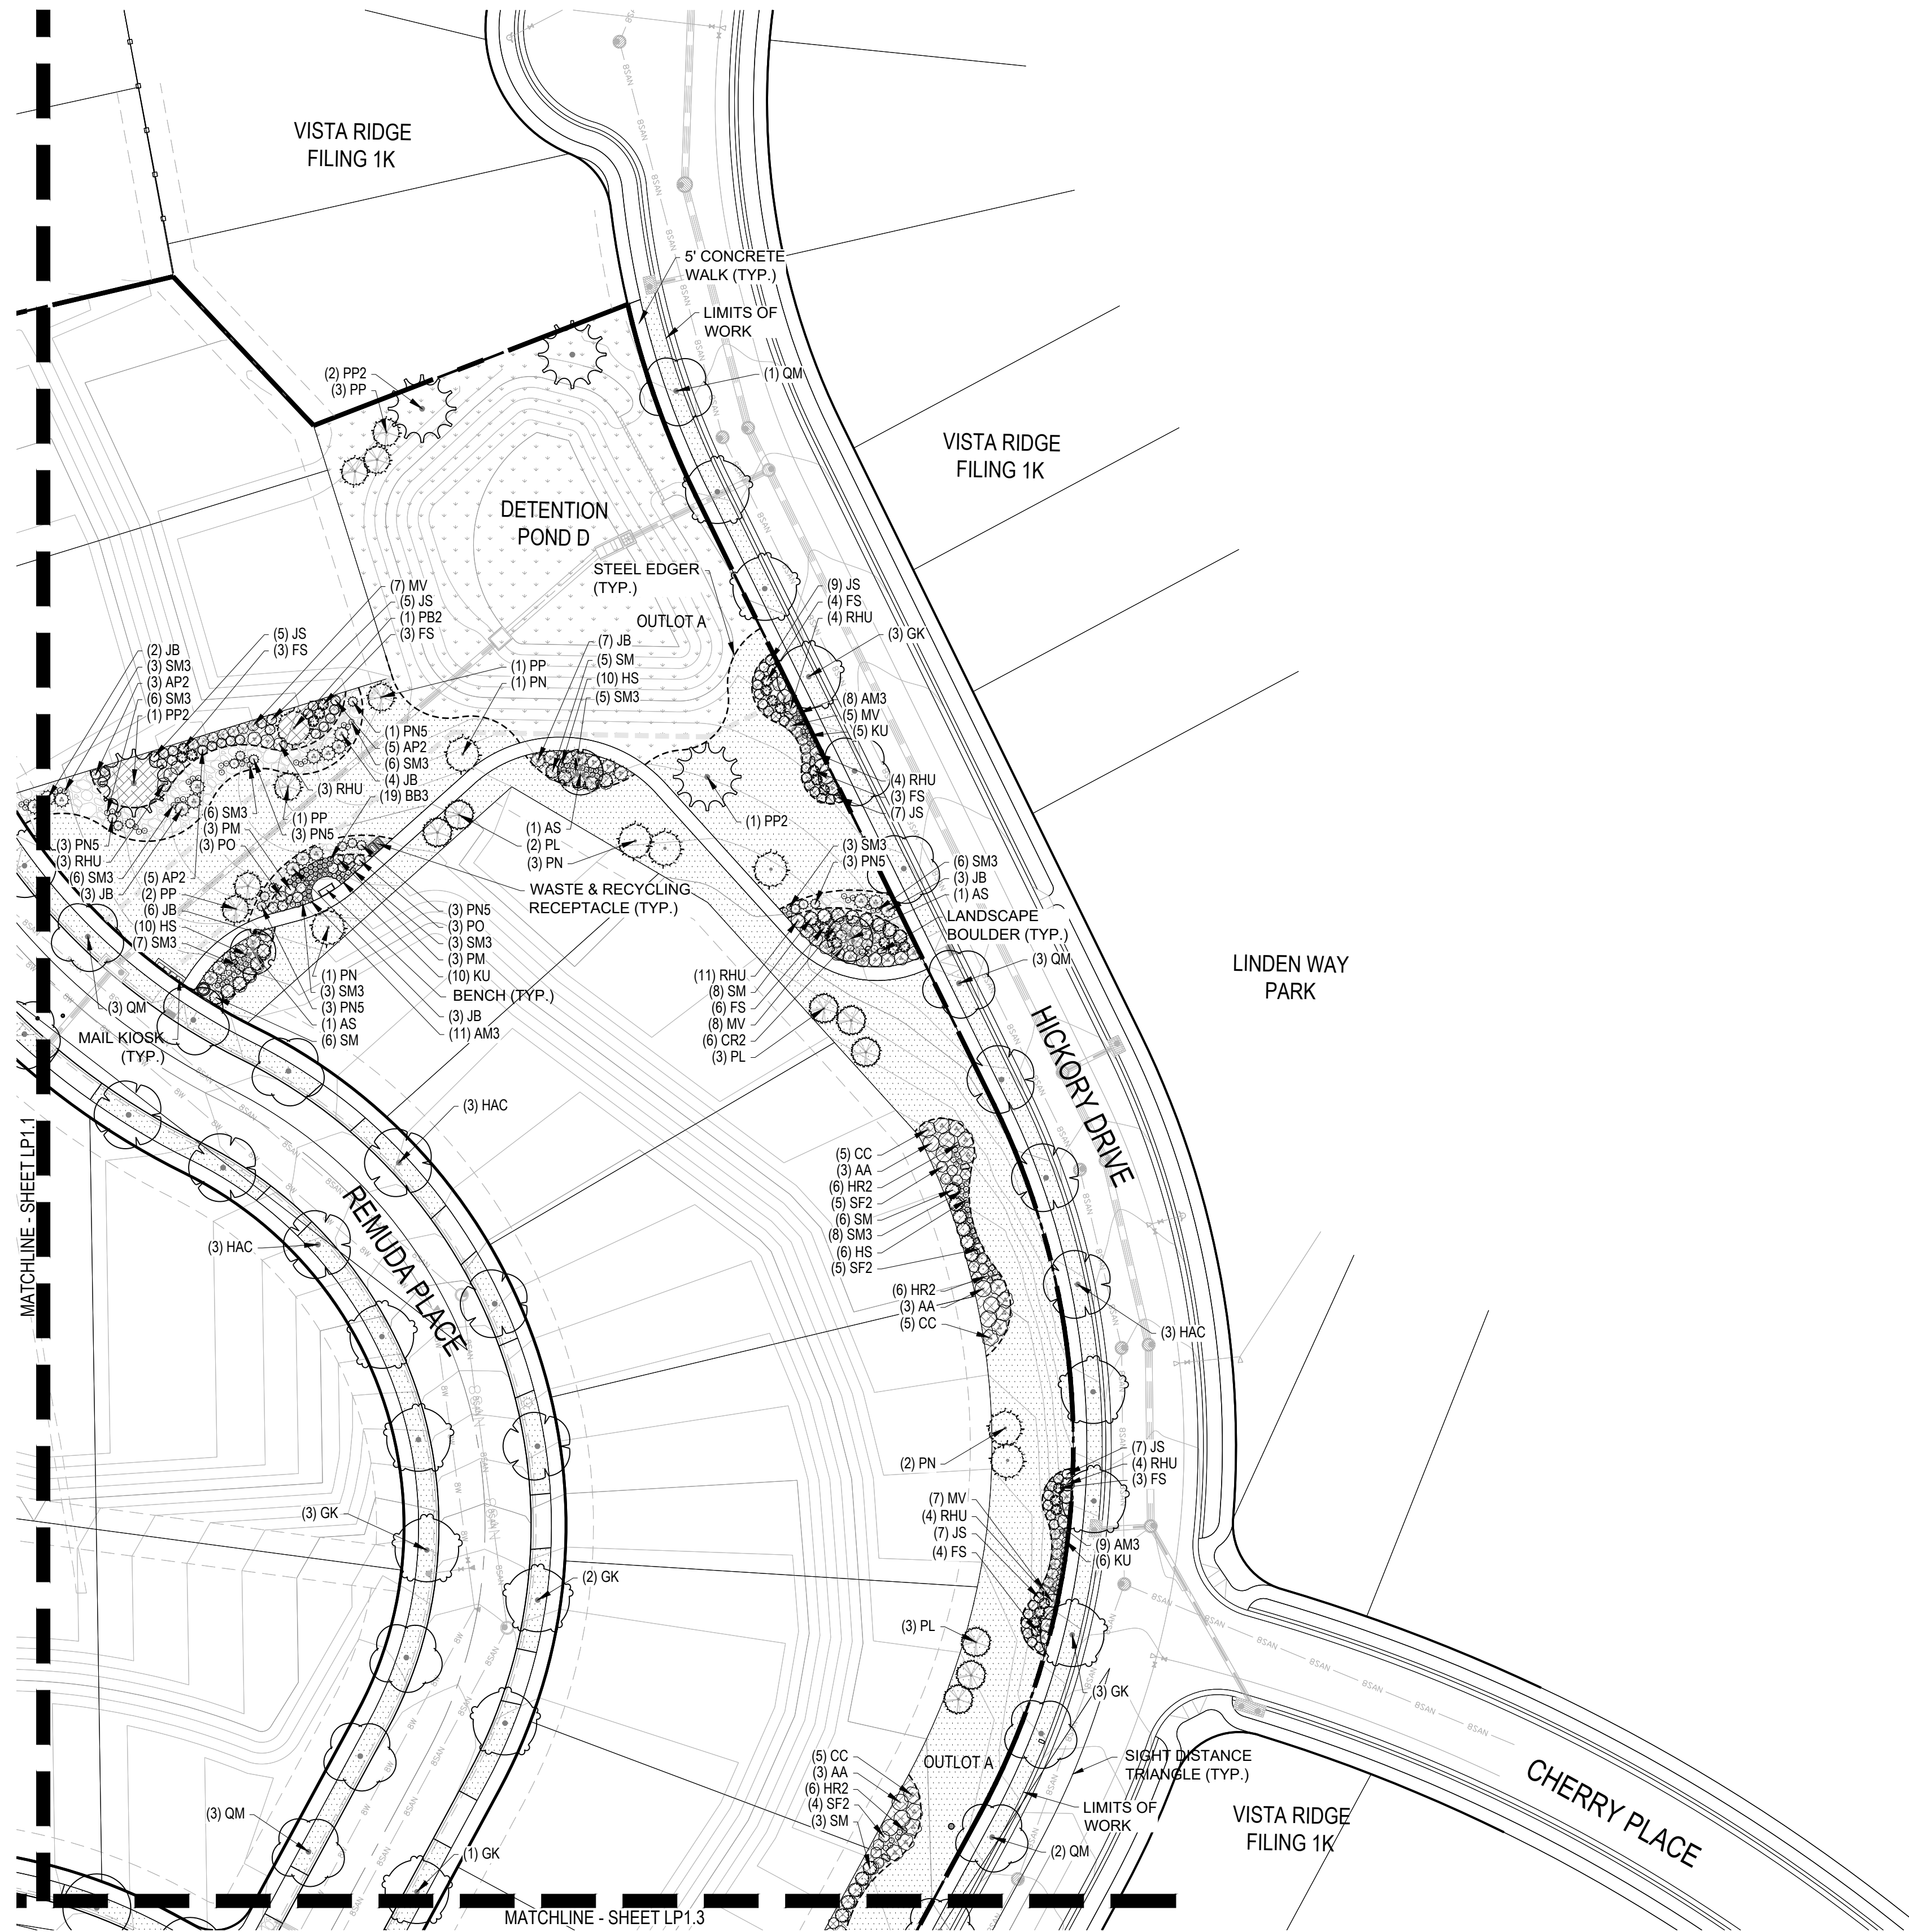 VISTA RIDGE
FILING 1K
5' CONCRETE
WALK (TYP.)
LIMITS OF
WORK
(2) PP2
(3) PP
(1) QM
VISTA RIDGE
FILING 1K
DETENTION
POND D
STEEL EDGER
(TYP.)
OUTLOT A
(9) JS
(4) FS
(4) RHU
(3) GK
(7) MV
(5) JS
(1) PB2
(3) FS
(5) JS
(3) FS
(2) JB
(3) SM3
(3) AP2
(6) SM3
(1) PP2
(7) JB
(5) SM
(10) HS
(5) SM3
(1) PP
(1) PN
(8) AM3
(5) MV
(5) KU
(1) PN5
(5) AP2
(6) SM3
(4) JB
(19) BB3
(3) RHU
(4) RHU
(3) FS
(7) JS
(6) SM3
(3) PM
(3) PO
(1) PP
(3) PN5
(1) PP2
(1) AS
(2) PL
(3) PN
(3) PN5
(3) RHU
(6) SM3
(3) JB
(5) AP2
(2) PP
(6) JB
(10) HS
(7) SM3
(3) SM3
(3) PN5
(6) SM3
(3) JB
(1) AS
WASTE & RECYCLING
RECEPTACLE (TYP.)
LANDSCAPE
BOULDER (TYP.)
(3) QM
(3) PN5
(3) PO
(3) SM3
(3) PM
(10) KU
BENCH (TYP.)
(3) JB
(11) AM3
(1) PN
(3) SM3
(3) PN5
(1) AS
(6) SM
(11) RHU
(8) SM
(6) FS
(8) MV
(6) CR2
(3) PL
LINDEN WAY
PARK
(3) QM
MAIL KIOSK
(TYP.)
HICKORY DRIVE
(3) HAC
(5) CC
(3) AA
(6) HR2
(5) SF2
(6) SM
(8) SM3
(6) HS
(5) SF2
MATCHLINE - SHEET LP1.1
REMUDA PLACE
(3) HAC
(6) HR2
(3) AA
(5) CC
(3) HAC
(2) PN
(7) JS
(4) RHU
(3) FS
(7) MV
(4) RHU
(7) JS
(4) FS
(9) AM3
(6) KU
(3) GK
(2) GK
(3) PL
(3) GK
(5) CC
(3) AA
(6) HR2
(4) SF2
(3) SM
OUTLOT A
SIGHT DISTANCE
TRIANGLE (TYP.)
LIMITS OF
WORK
(2) QM
VISTA RIDGE
FILING 1K
CHERRY PLACE
(3) QM
(1) GK
MATCHLINE - SHEET LP1.3
8SAN
8SAN
8SAN
8SAN
8SAN
8SAN
8SAN
8SAN
8W
8W
8W